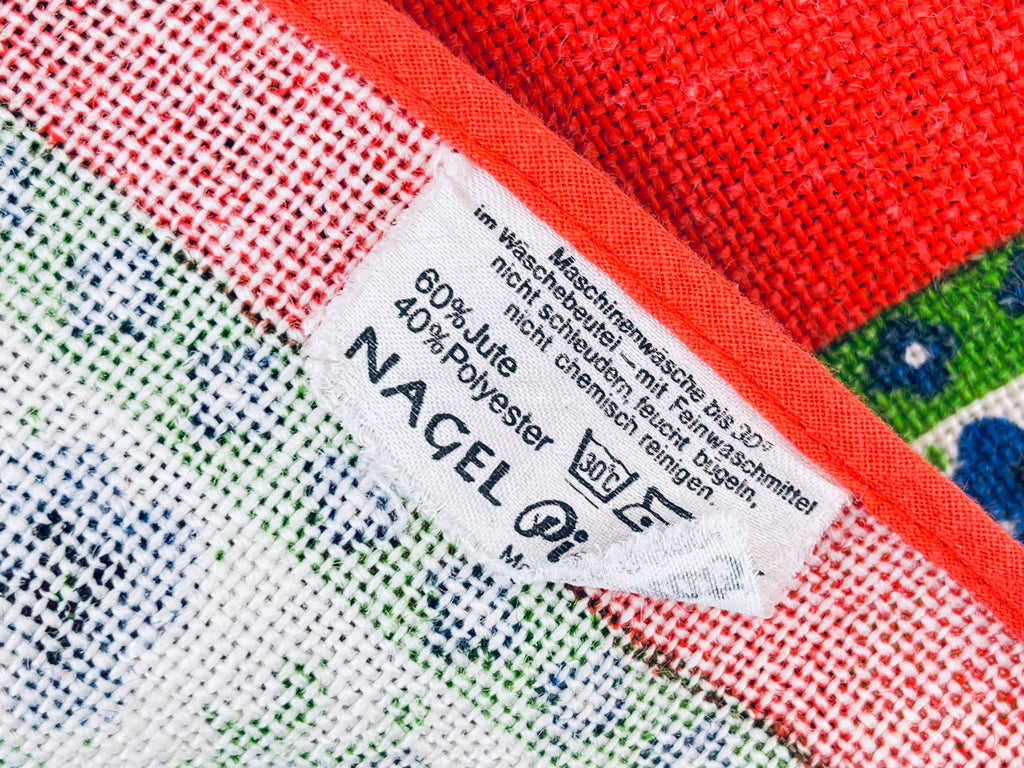 Maschinenwäsche bis 30°
im Wäschebeutel – mit Feinwaschmittel
nicht schleudern, feucht bügeln,
nicht chemisch reinigen.
60% Jute
40% Polyester
30°C
NAGEL